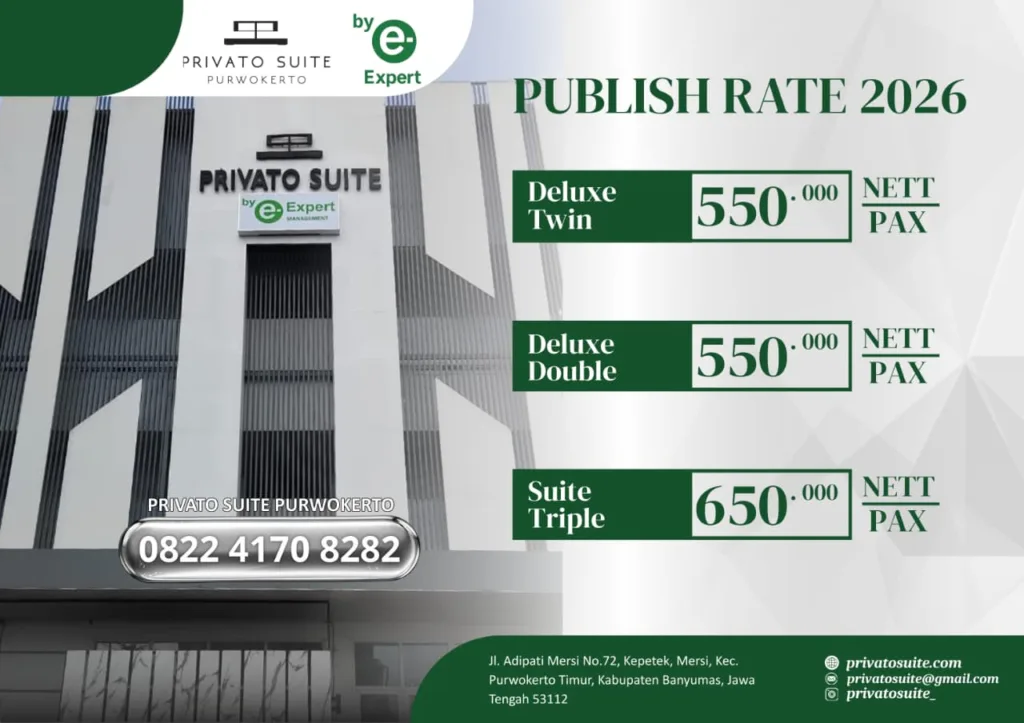 PRIVATO SUITE
PURWOKERTO
by
e-
Expert
PUBLISH RATE 2026
PRIVATO SUITE
by e- Expert
MANAGEMENT
Deluxe
Twin
550.000
NETT
PAX
Deluxe
Double
550.000
NETT
PAX
Suite
Triple
650.000
NETT
PAX
PRIVATO SUITE PURWOKERTO
0822 4170 8282
Jl. Adipati Mersi No.72, Kepetek, Mersi, Kec.
Purwokerto Timur, Kabupaten Banyumas, Jawa
Tengah 53112
privatosuite.com
privatosuite@gmail.com
privatosuite_